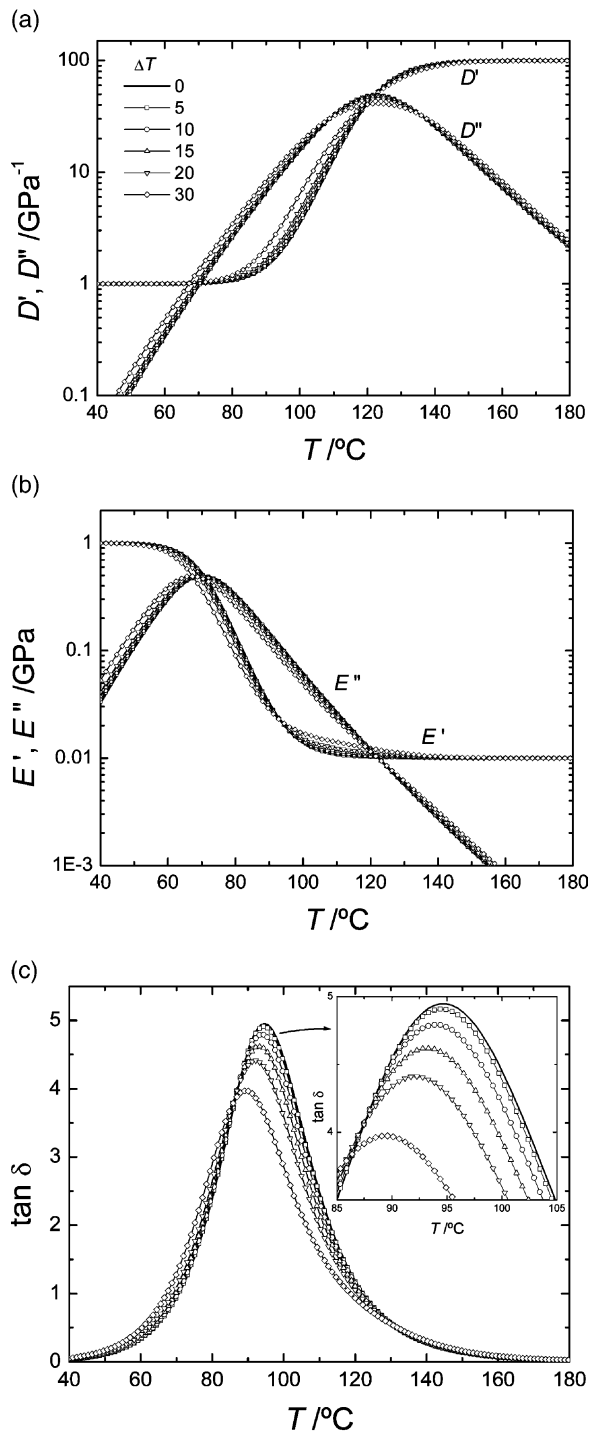 (a)
100
10
1
0.1
D', D" /GPa⁻¹
ΔT
0
5
10
15
20
30
D'
D"
40 60 80 100 120 140 160 180
T /ºC
(b)
1
0.1
0.01
1E-3
E', E" /GPa
E"
E'
40 60 80 100 120 140 160 180
T /ºC
(c)
5
4
3
2
1
0
tan δ
5
4
tan δ
85 90 95 100 105
T /ºC
40 60 80 100 120 140 160 180
T /ºC